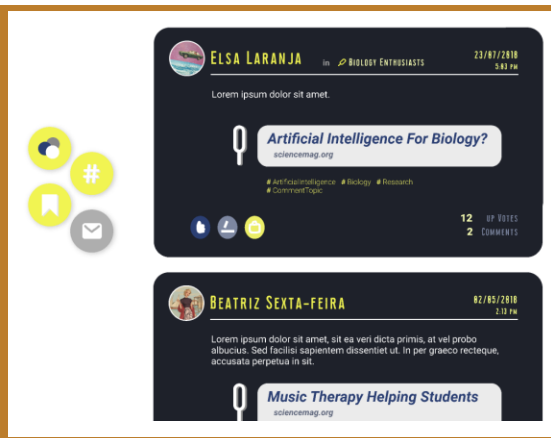 #
ELSA LARANJA in BIOLOGY ENTHUSIASTS 23/07/2018
5:03 PM
Lorem ipsum dolor sit amet.
Artificial Intelligence For Biology?
sciencemag.org
# ArtificialIntelligence # Biology # Research
# CommentTopic
12 UP VOTES
2 COMMENTS
BEATRIZ SEXTA-FEIRA 02/05/2018
2:13 PM
Lorem ipsum dolor sit amet, sit ea veri dicta primis, at vel probo
albucius. Sed facilisi sapientem dissentiet ut. In per graeco recteque,
accusata perpetua in sit.
Music Therapy Helping Students
sciencemag.org